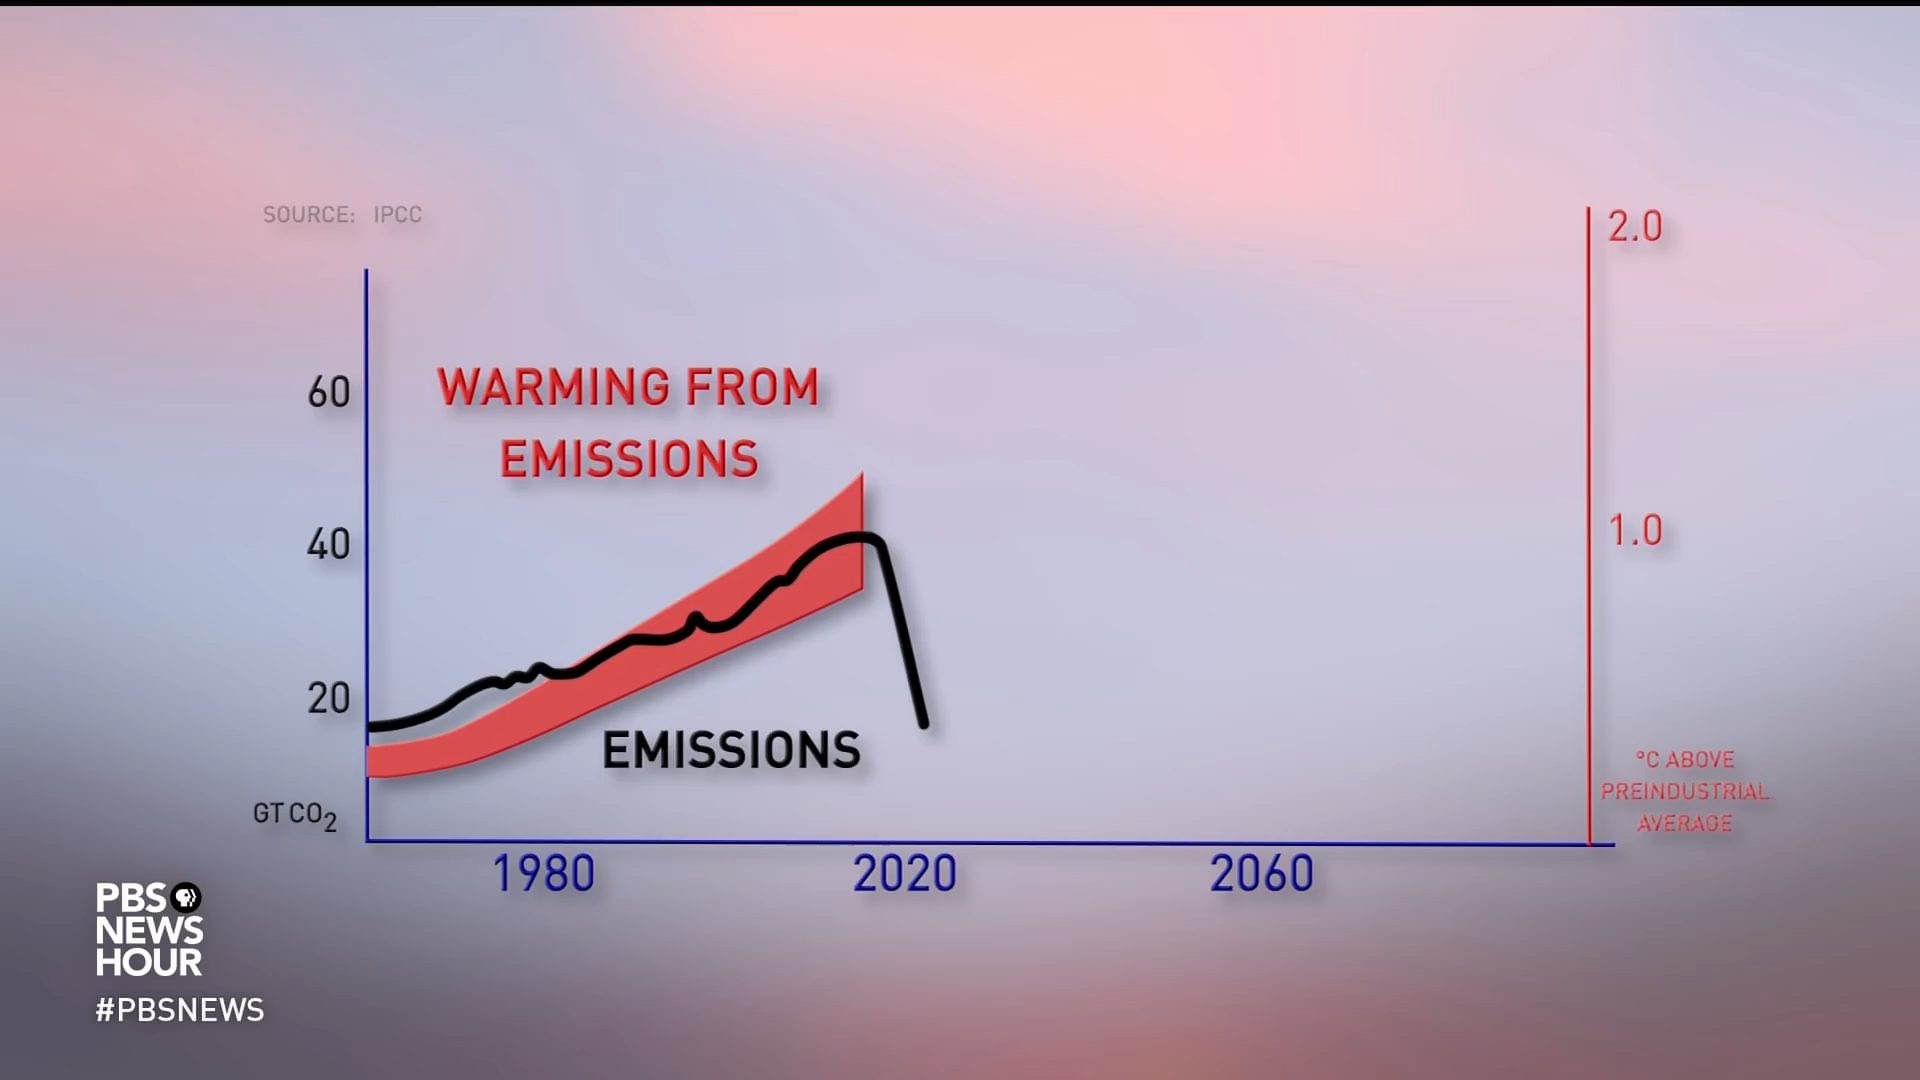 SOURCE: IPCC
2.0
WARMING FROM
EMISSIONS
60
40
1.0
20
EMISSIONS
°C ABOVE
PREINDUSTRIAL
AVERAGE
GT CO₂
1980
2020
2060
PBS
NEWS
HOUR
#PBSNEWS